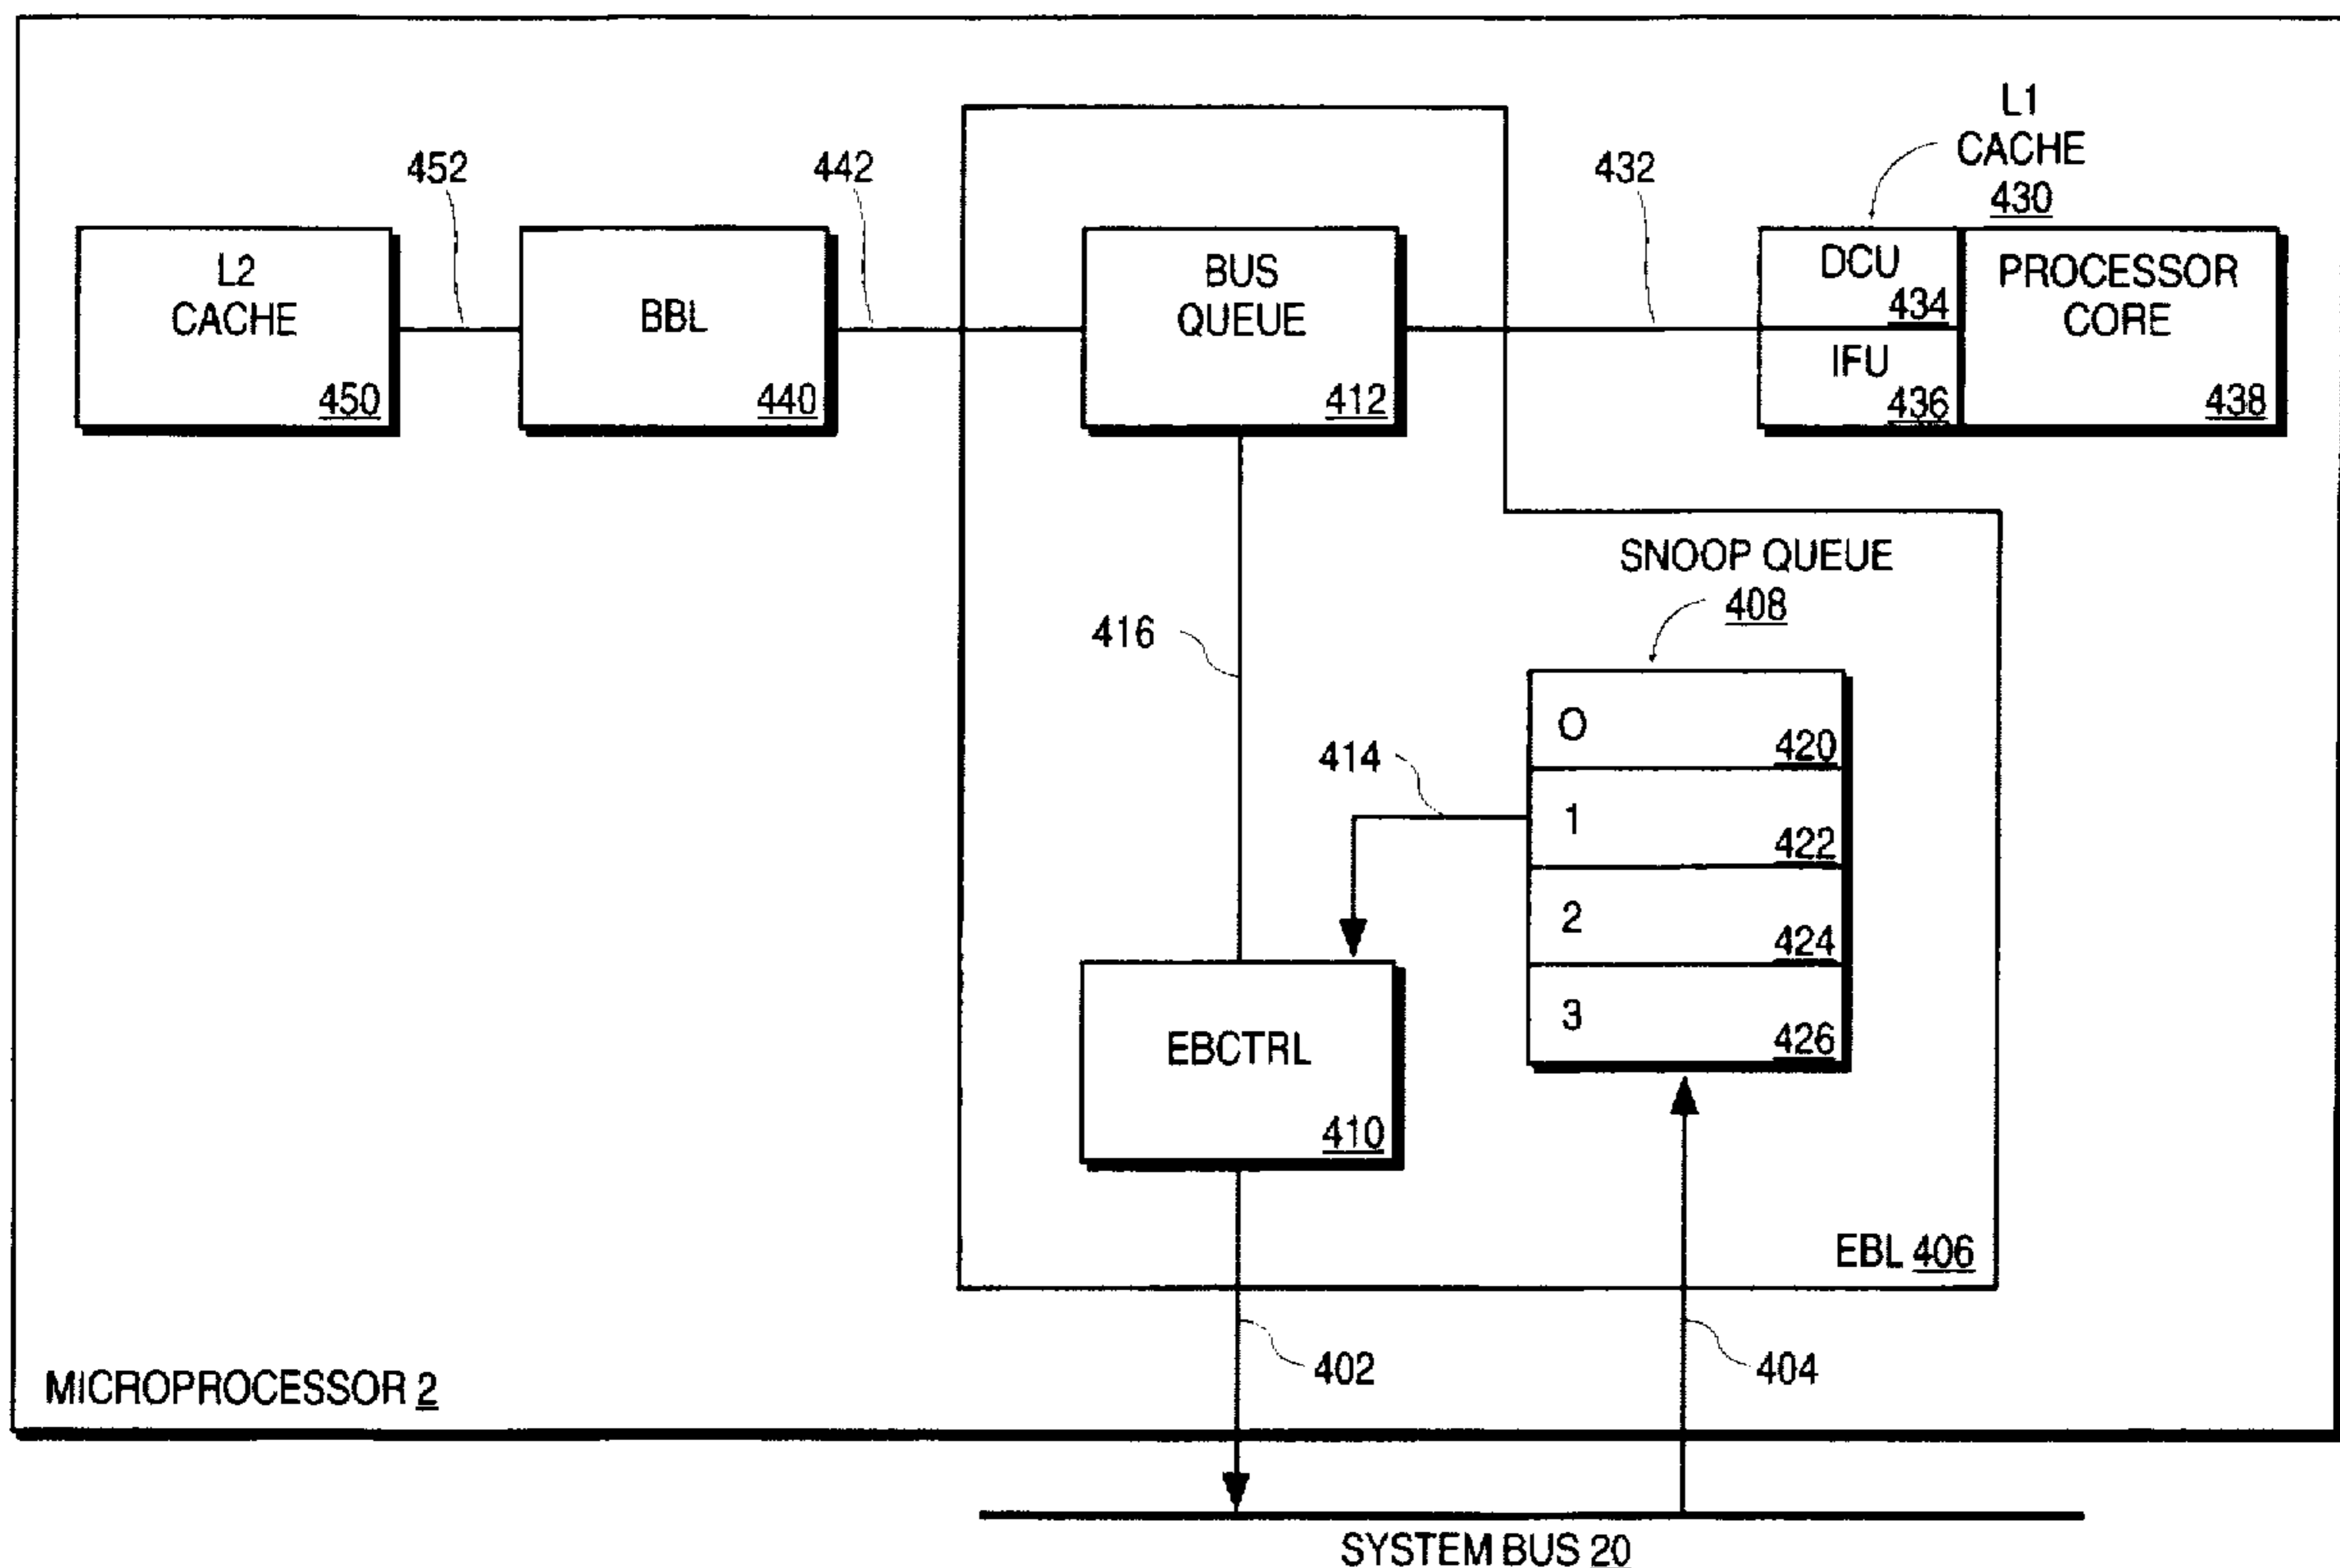 L1
CACHE
430
452
442
432
L2
CACHE
450
BBL
440
BUS
QUEUE
412
DCU
434
IFU
436
PROCESSOR
CORE
438
SNOOP QUEUE
408
416
414
0
420
1
422
2
424
3
426
EBCTRL
410
EBL 406
402
404
MICROPROCESSOR 2
SYSTEM BUS 20